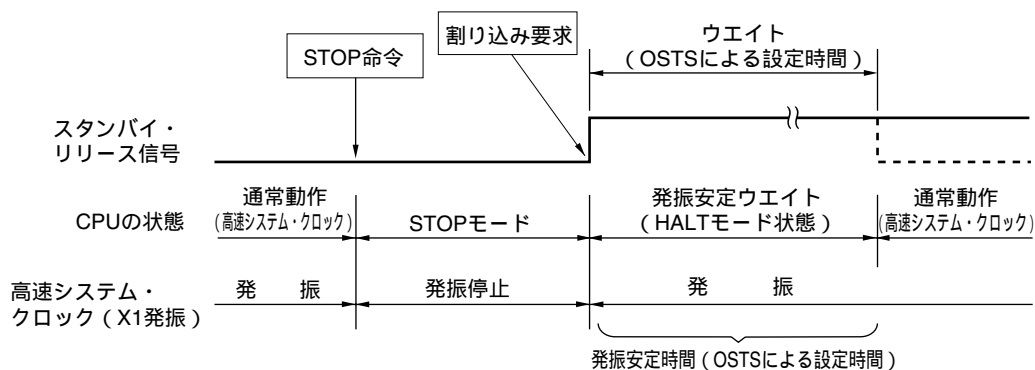 ウエイト
(OSTSによる設定時間)
割り込み要求
STOP命令
スタンバイ・
リリース信号
通常動作
(高速システム・クロック)
CPUの状態
STOPモード
発振安定ウエイト
(HALTモード状態)
通常動作
(高速システム・クロック)
高速システム・
クロック(X1発振)
発 振
発振停止
発 振
発振安定時間(OSTSによる設定時間)